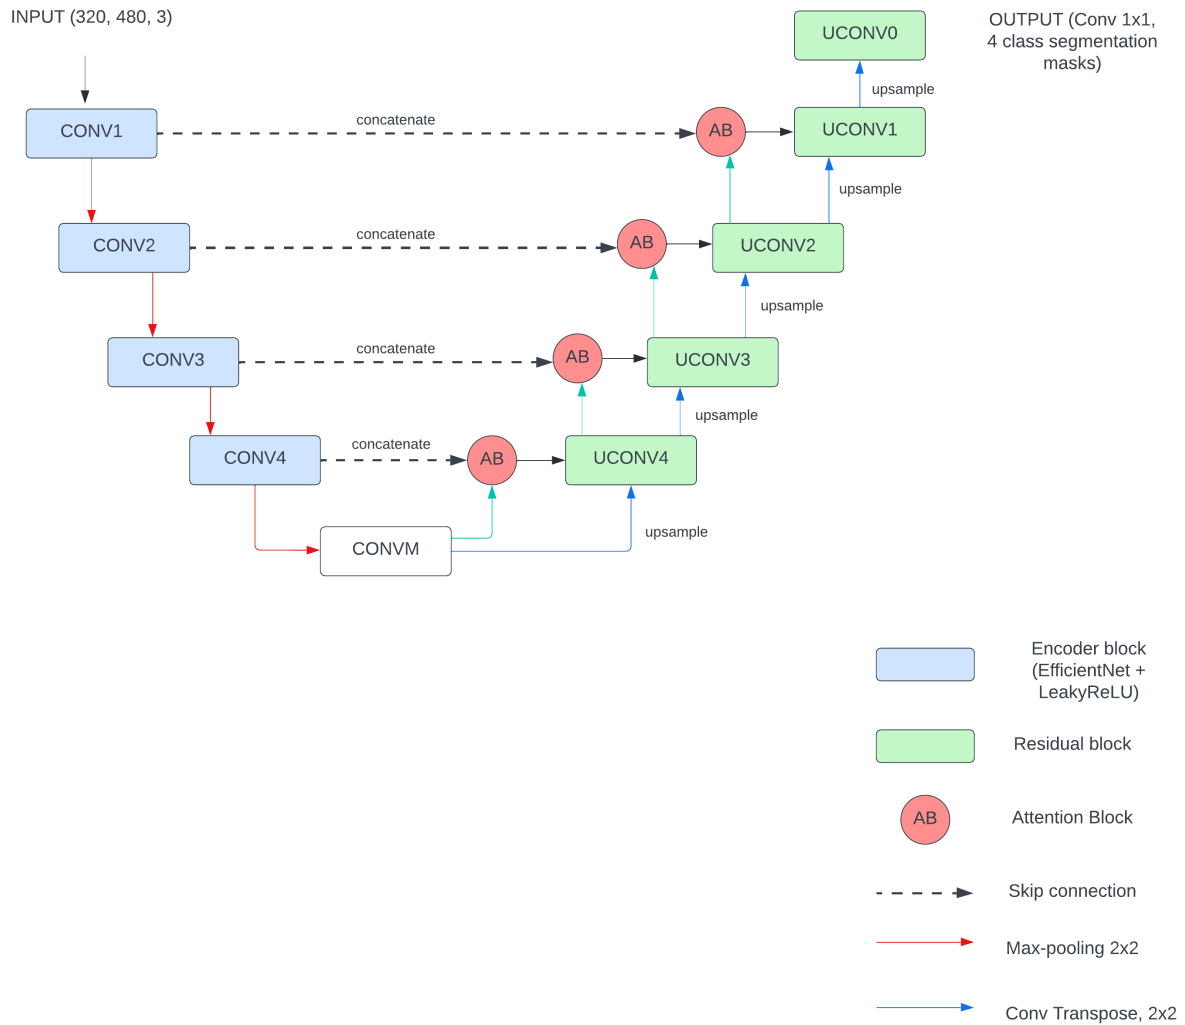 INPUT (320, 480, 3)
UCONV0
OUTPUT (Conv 1x1,
4 class segmentation
masks)
upsample
CONV1
concatenate
AB
UCONV1
upsample
CONV2
concatenate
AB
UCONV2
upsample
CONV3
concatenate
AB
UCONV3
upsample
CONV4
concatenate
AB
UCONV4
upsample
CONVM
Encoder block
(EfficientNet +
LeakyReLU)
Residual block
AB
Attention Block
Skip connection
Max-pooling 2x2
Conv Transpose, 2x2